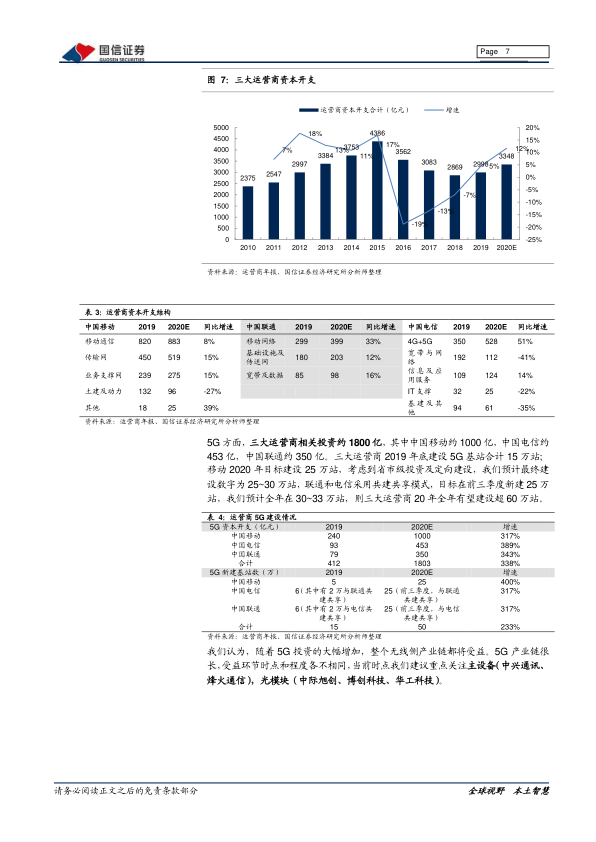 国信证券
GUOSEN SECURITIES
Page 7
图 7：三大运营商资本开支
运营商资本开支合计（亿元） 增速
5000 20%
4500 15%
4000 10%
3500 5%
3000 0%
2500 -5%
2000 -10%
1500 -15%
1000 -20%
500 -25%
0
2375 2547 2997 3384 3753 4386 3562 3083 2869 2998 3348
7% 18% 13% 11% 17% -19% -13% -7% 5% 12%
2010 2011 2012 2013 2014 2015 2016 2017 2018 2019 2020E
资料来源：运营商年报、国信证券经济研究所分析师整理
表 3：运营商资本开支结构
中国移动 2019 2020E 同比增速 中国联通 2019 2020E 同比增速 中国电信 2019 2020E 同比增速
移动通信 820 883 8% 移动网络 299 399 33% 4G+5G 350 528 51%
传输网 450 519 15% 基础设施及传送网 180 203 12% 宽带与网络 192 112 -41%
业务支撑网 239 275 15% 宽带及数据 85 98 16% 信息及应用服务 109 124 14%
土建及动力 132 96 -27% IT 支撑 32 25 -22%
其他 18 25 39% 基建及其他 94 61 -35%
资料来源：运营商年报、国信证券经济研究所分析师整理
5G 方面，三大运营商相关投资约 1800 亿，其中中国移动约 1000 亿，中国电信约
453 亿，中国联通约 350 亿。三大运营商 2019 年底建设 5G 基站合计 15 万站；
移动 2020 年目标建设 25 万站，考虑到省市级投资及定向建设，我们预计最终建
设数字为 25~30 万站，联通和电信采用共建共享模式，目标在前三季度新建 25 万
站，我们预计全年在 30~33 万站，则三大运营商 20 年全年有望建设超 60 万站。
表 4：运营商 5G 建设情况
5G 资本开支（亿元） 2019 2020E 增速
中国移动 240 1000 317%
中国电信 93 453 389%
中国联通 79 350 343%
合计 412 1803 338%
5G 新建基站数（万） 2019 2020E 增速
中国移动 5 25 400%
中国电信 6（其中有 2 万与联通共建共享） 25（前三季度，与联通共建共享） 317%
中国联通 6（其中有 2 万与电信共建共享） 25（前三季度，与电信共建共享） 317%
合计 15 50 233%
资料来源：运营商年报、国信证券经济研究所分析师整理
我们认为，随着 5G 投资的大幅增加，整个无线侧产业链都将受益。5G 产业链很
长，受益环节时点和程度各不相同，当前时点我们建议重点关注主设备（中兴通讯、
烽火通信），光模块（中际旭创、博创科技、华工科技）。
请务必阅读正文之后的免责条款部分
全球视野 本土智慧